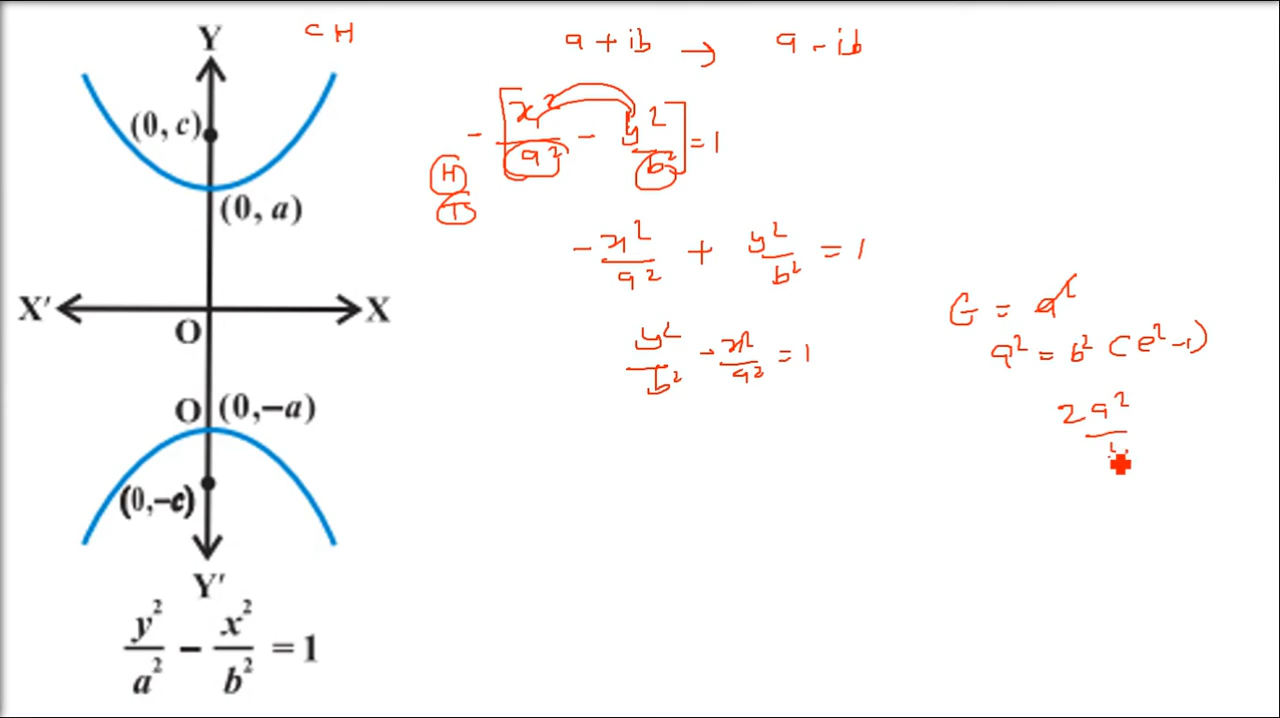 Y
C H
a + ib → a - ib
(0, c)
- [x²/a² - y²/b²] = 1
H
(0, a)
- x²/a² + y²/b² = 1
X′ X
O
y²/b² - x²/a² = 1
a² = b² (e² - 1)
O (0,−a)
2a²
(0,−c)
Y′
y²/a² − x²/b² = 1